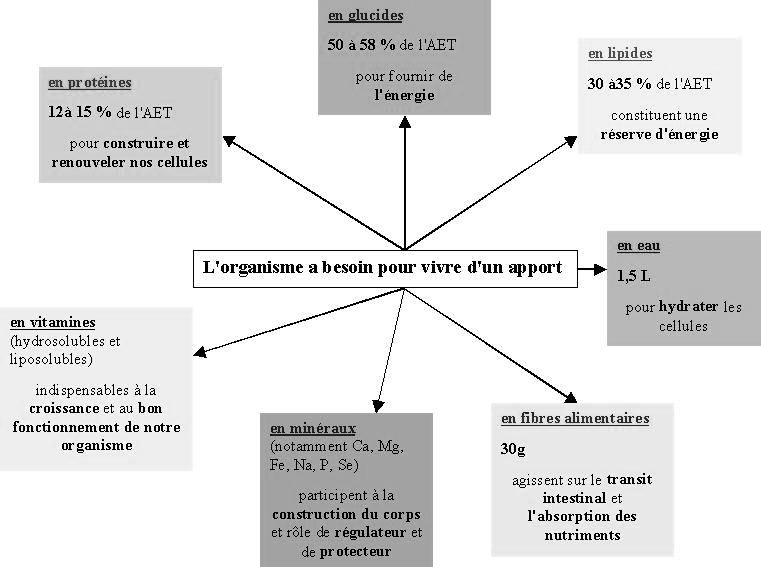 en glucides
50 à 58 % de l'AET
pour fournir de
l'énergie
en lipides
30 à35 % de l'AET
constituent une
réserve d'énergie
en protéines
12à 15 % de l'AET
pour construire et
renouveler nos cellules
L'organisme a besoin pour vivre d'un apport
en eau
1,5 L
pour hydrater les
cellules
en vitamines
(hydrosolubles et
liposolubles)
indispensables à la
croissance et au bon
fonctionnement de notre
organisme
en minéraux
(notamment Ca, Mg,
Fe, Na, P, Se)
participent à la
construction du corps
et rôle de régulateur et
de protecteur
en fibres alimentaires
30g
agissent sur le transit
intestinal et
l'absorption des
nutriments